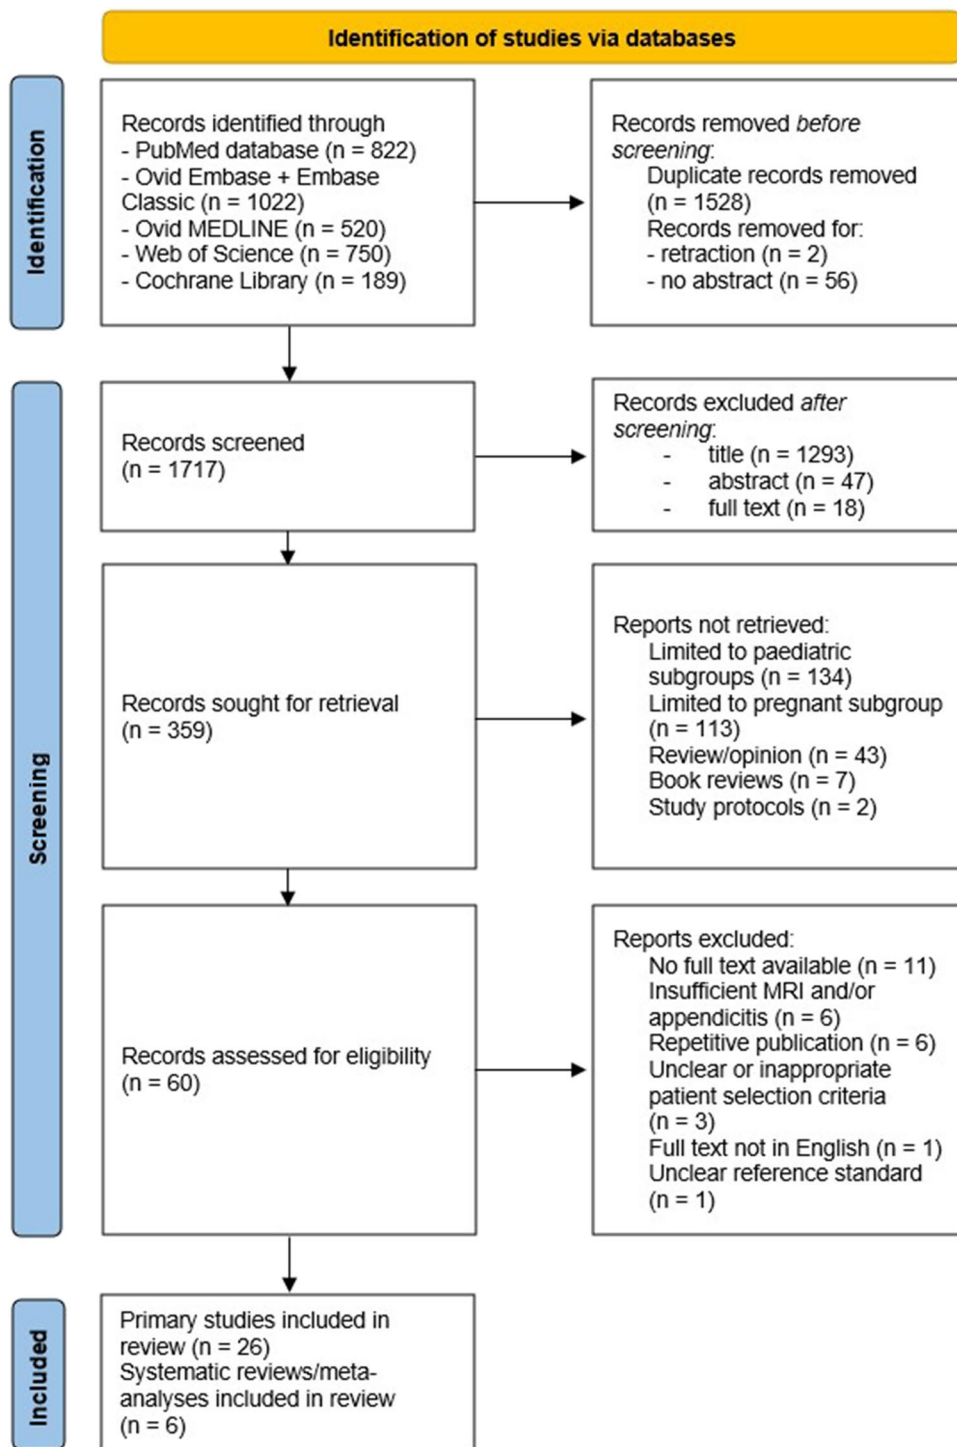 Identification of studies via databases
Identification
Records identified through
- PubMed database (n = 822)
- Ovid Embase + Embase
Classic (n = 1022)
- Ovid MEDLINE (n = 520)
- Web of Science (n = 750)
- Cochrane Library (n = 189)
Records removed before
screening:
Duplicate records removed
(n = 1528)
Records removed for:
- retraction (n = 2)
- no abstract (n = 56)
Screening
Records screened
(n = 1717)
Records excluded after
screening:
- title (n = 1293)
- abstract (n = 47)
- full text (n = 18)
Records sought for retrieval
(n = 359)
Reports not retrieved:
Limited to paediatric
subgroups (n = 134)
Limited to pregnant subgroup
(n = 113)
Review/opinion (n = 43)
Book reviews (n = 7)
Study protocols (n = 2)
Records assessed for eligibility
(n = 60)
Reports excluded:
No full text available (n = 11)
Insufficient MRI and/or
appendicitis (n = 6)
Repetitive publication (n = 6)
Unclear or inappropriate
patient selection criteria
(n = 3)
Full text not in English (n = 1)
Unclear reference standard
(n = 1)
Included
Primary studies included in
review (n = 26)
Systematic reviews/meta-
analyses included in review
(n = 6)